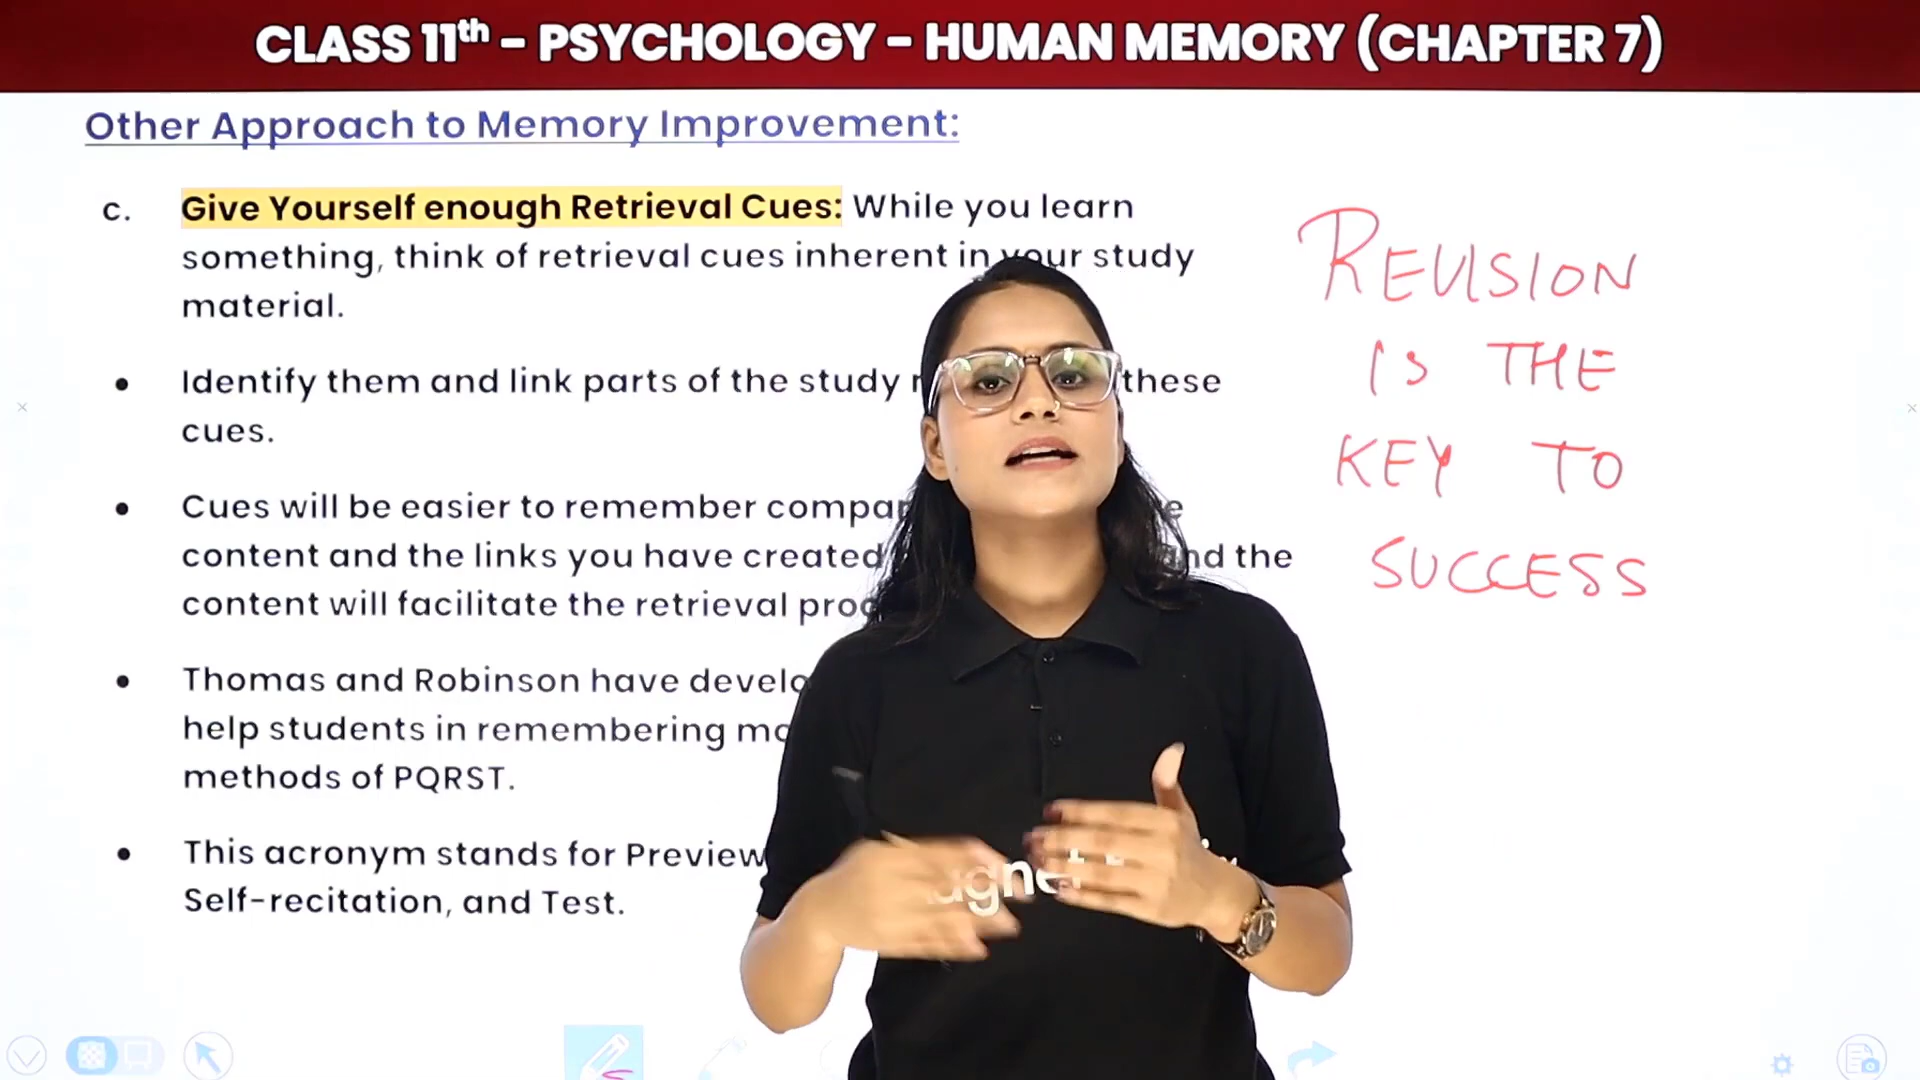 CLASS 11th – PSYCHOLOGY – HUMAN MEMORY (CHAPTER 7)
Other Approach to Memory Improvement:
c. Give Yourself enough Retrieval Cues: While you learn
something, think of retrieval cues inherent in your study
material.
• Identify them and link parts of the study these
cues.
• Cues will be easier to remember
content and the links you have created and the
content will facilitate the retrieval
• Thomas and Robinson have
help students in remembering
methods of PQRST.
• This acronym stands for Preview
Self-recitation, and Test.
REVISION
IS THE
KEY TO
SUCCESS